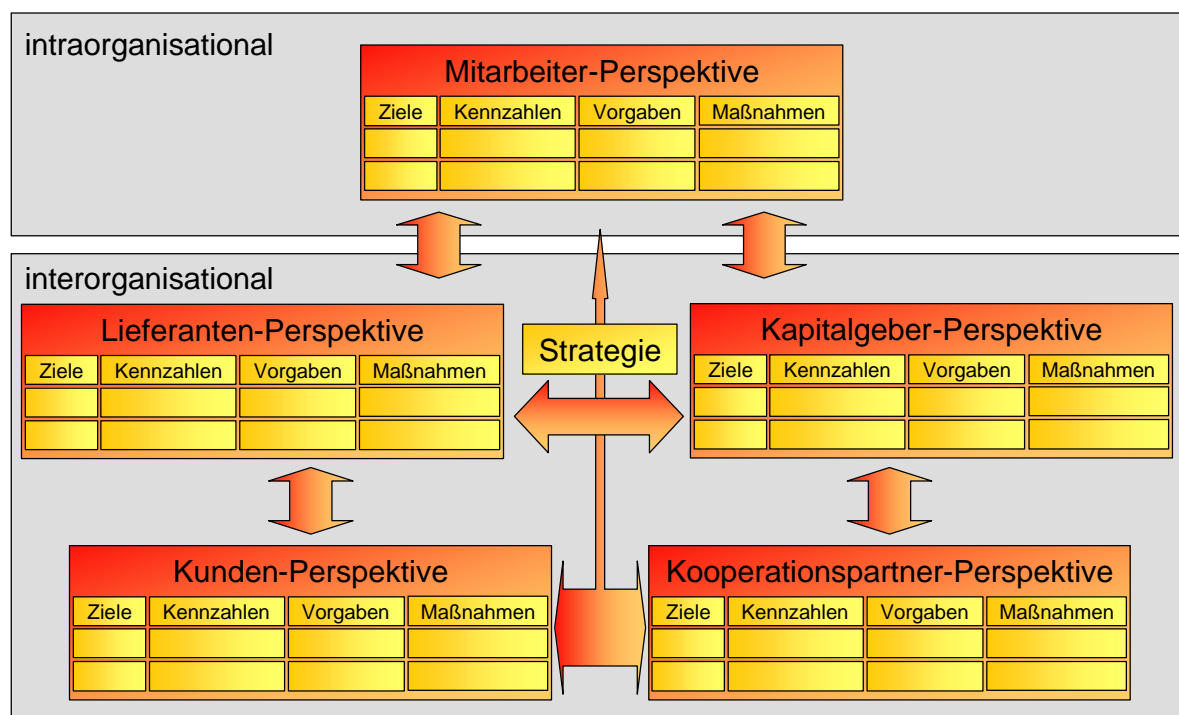 intraorganisational
Mitarbeiter-Perspektive
Ziele Kennzahlen Vorgaben Maßnahmen
interorganisational
Lieferanten-Perspektive
Ziele Kennzahlen Vorgaben Maßnahmen
Strategie
Kapitalgeber-Perspektive
Ziele Kennzahlen Vorgaben Maßnahmen
Kunden-Perspektive
Ziele Kennzahlen Vorgaben Maßnahmen
Kooperationspartner-Perspektive
Ziele Kennzahlen Vorgaben Maßnahmen